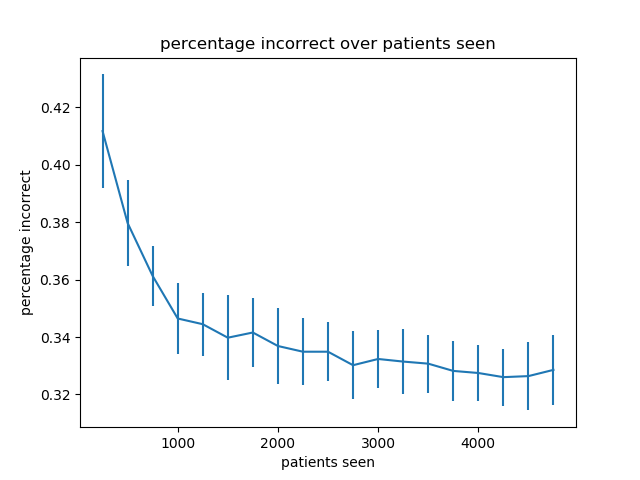 percentage incorrect over patients seen
percentage incorrect
0.42
0.40
0.38
0.36
0.34
0.32
1000 2000 3000 4000
patients seen